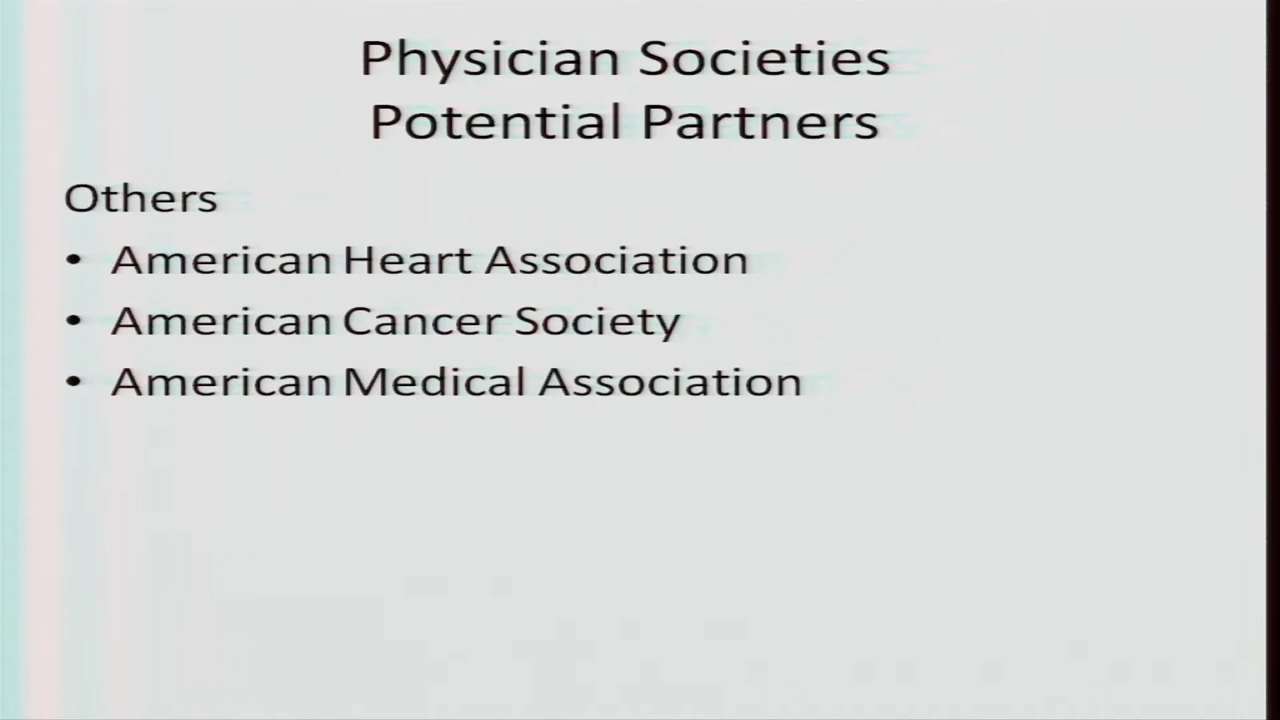 Physician Societies
Potential Partners
Others
• American Heart Association
• American Cancer Society
• American Medical Association